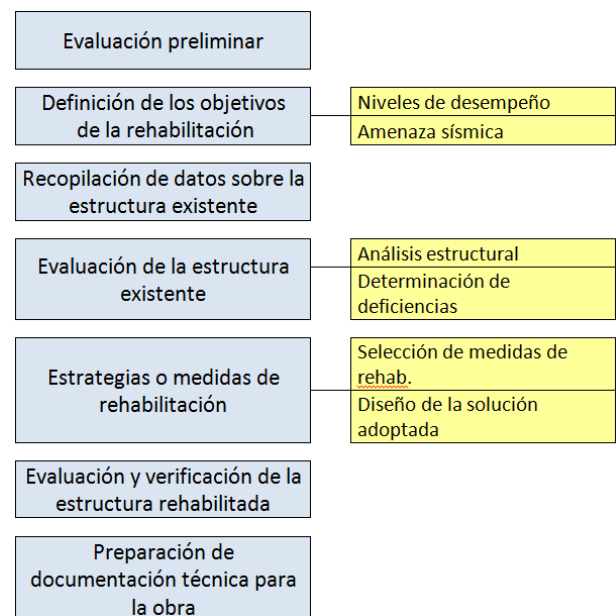 Evaluación preliminar
Definición de los objetivos
de la rehabilitación
Niveles de desempeño
Amenaza sísmica
Recopilación de datos sobre la
estructura existente
Evaluación de la estructura
existente
Análisis estructural
Determinación de
deficiencias
Estrategias o medidas de
rehabilitación
Selección de medidas de
rehab.
Diseño de la solución
adoptada
Evaluación y verificación de la
estructura rehabilitada
Preparación de
documentación técnica para
la obra